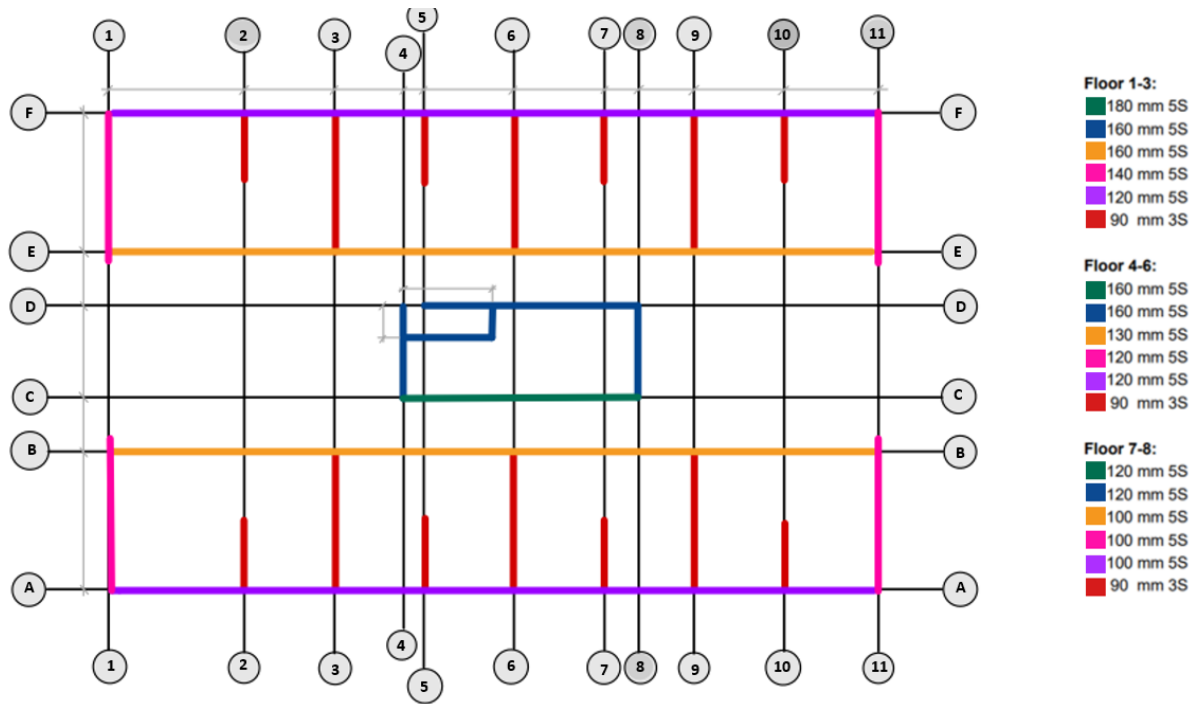 5
1 2 3 6 7 8 9 10 11
4
F F
E E
D D
C C
B B
A A
4
1 2 3 6 7 8 9 10 11
5
Floor 1-3:
180 mm 5S
160 mm 5S
160 mm 5S
140 mm 5S
120 mm 5S
90 mm 3S
Floor 4-6:
160 mm 5S
160 mm 5S
130 mm 5S
120 mm 5S
120 mm 5S
90 mm 3S
Floor 7-8:
120 mm 5S
120 mm 5S
100 mm 5S
100 mm 5S
100 mm 5S
90 mm 3S